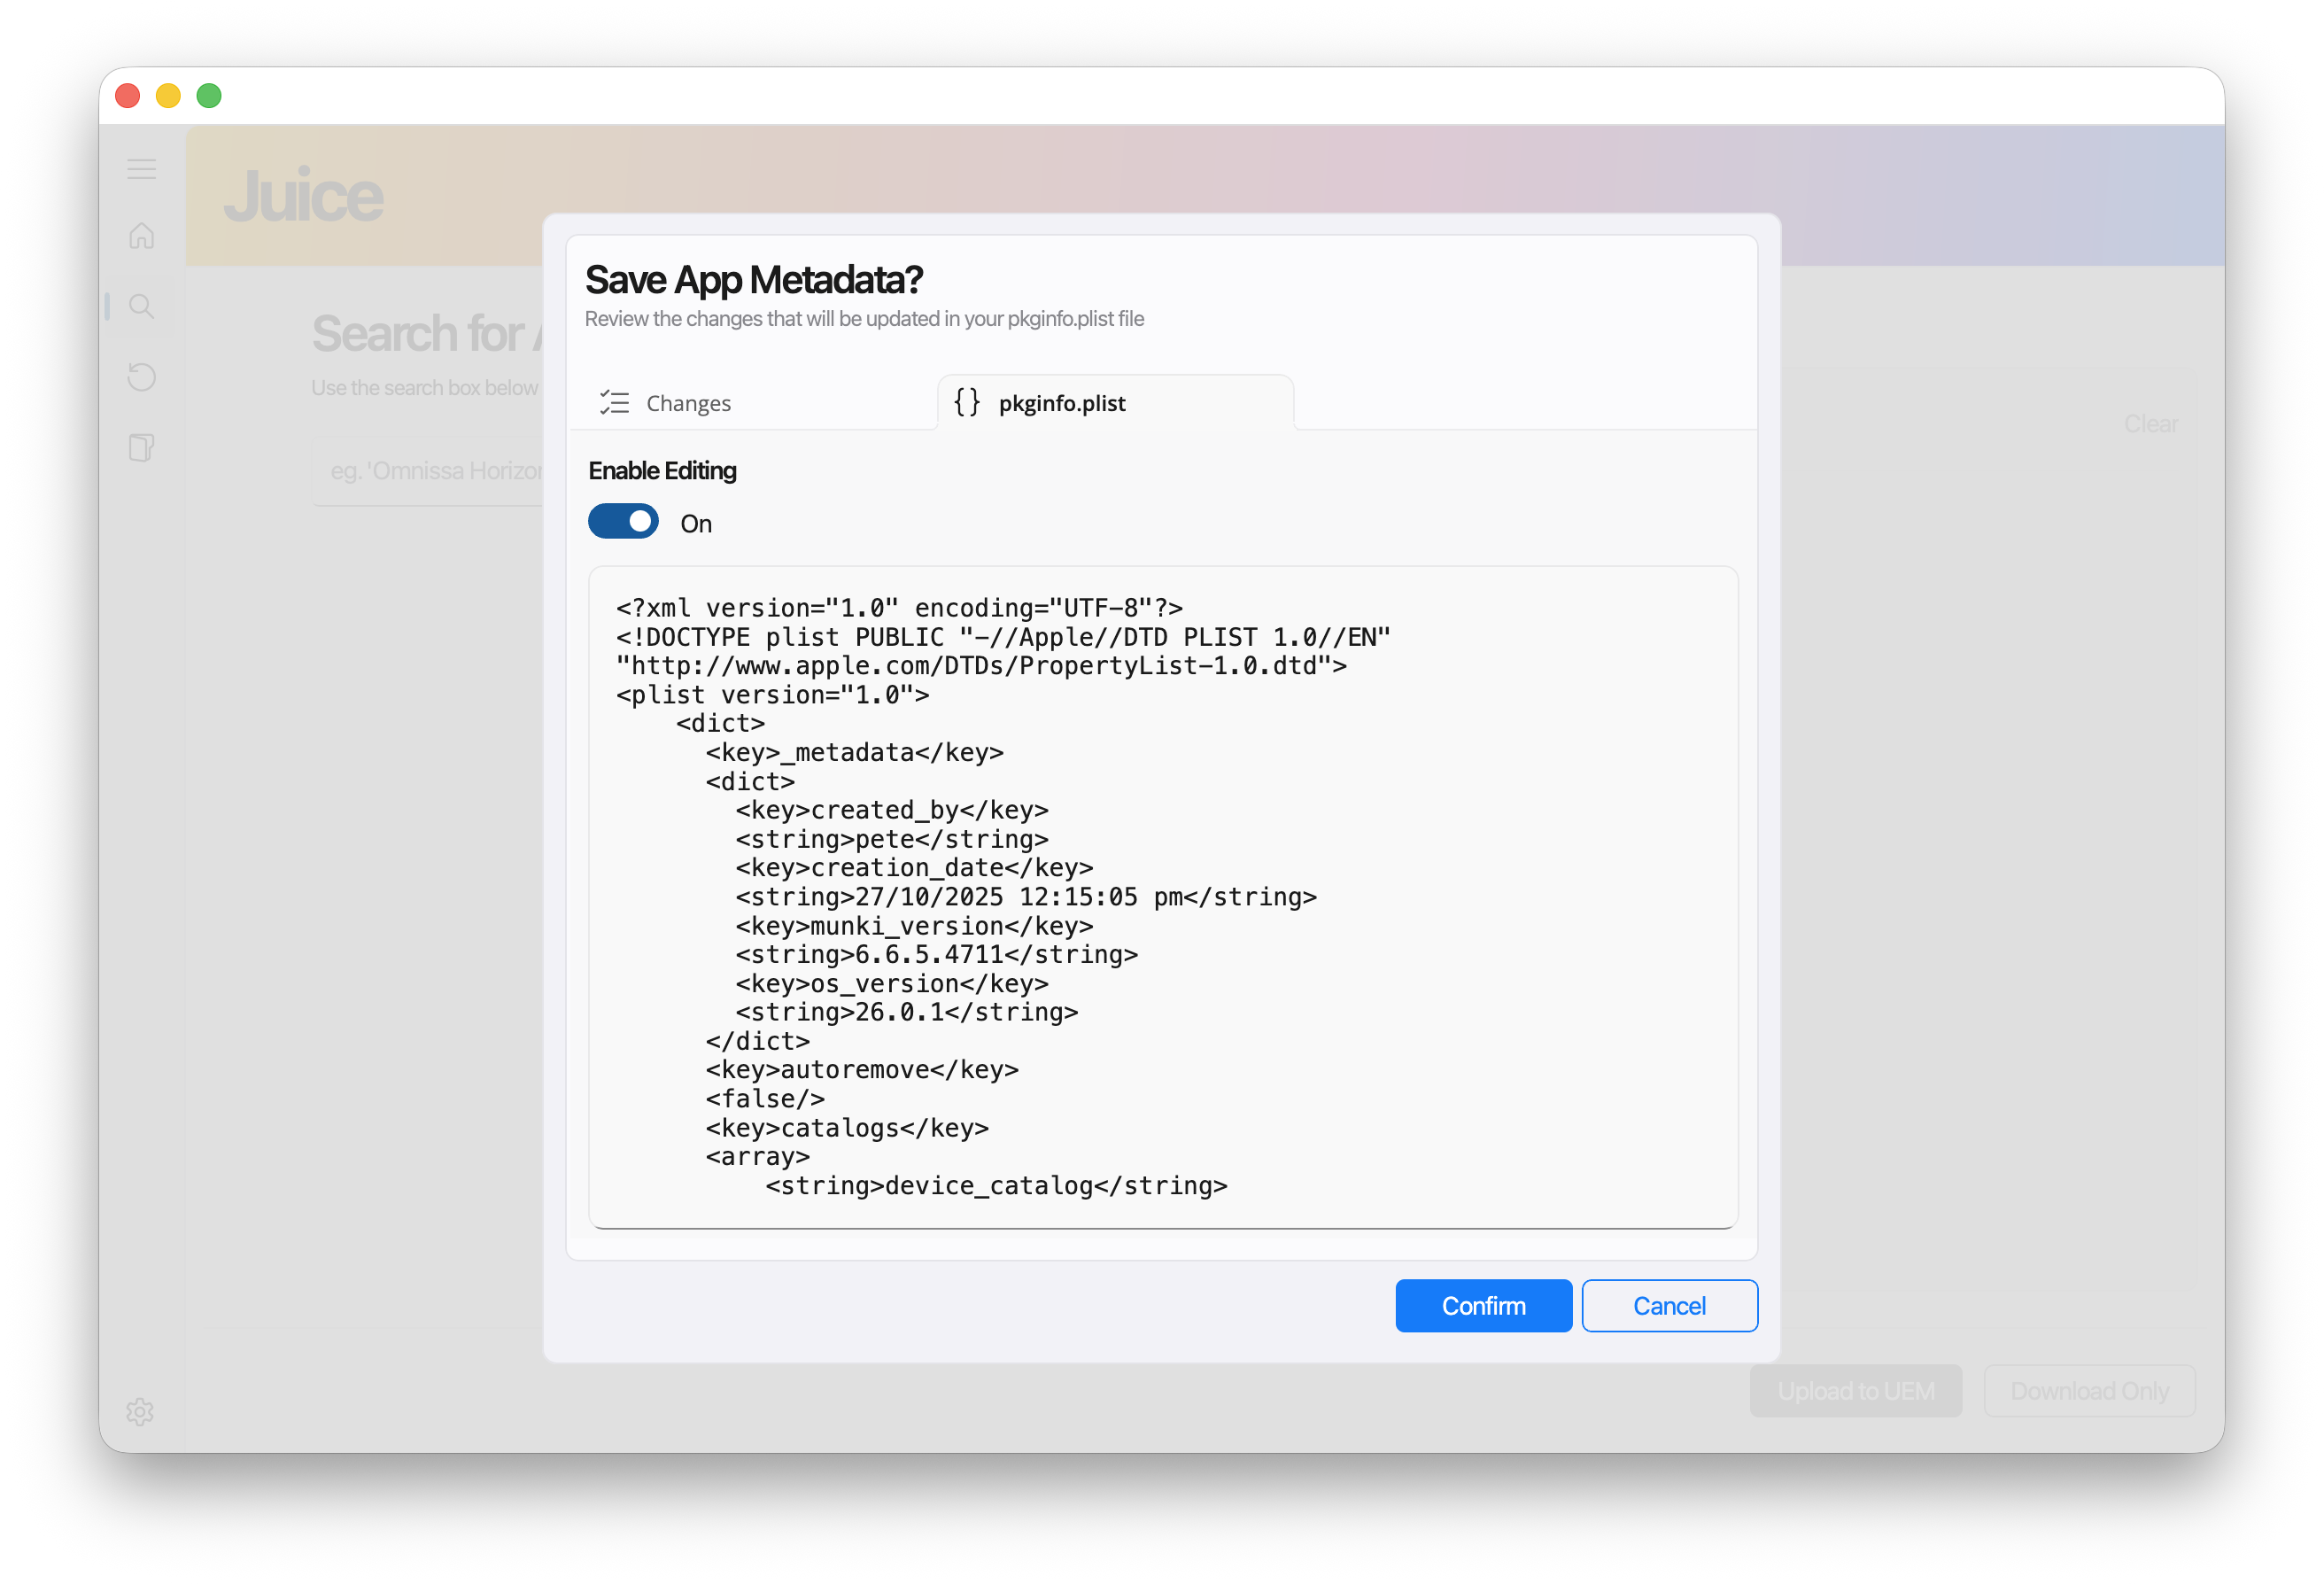 Juice
Search for
Use the search box below
eg. 'Omnissa Horizon
Clear
Save App Metadata?
Review the changes that will be updated in your pkginfo.plist file
Changes
{} pkginfo.plist
Enable Editing
On
<?xml version="1.0" encoding="UTF-8"?>
<!DOCTYPE plist PUBLIC "-//Apple//DTD PLIST 1.0//EN"
"http://www.apple.com/DTDs/PropertyList-1.0.dtd">
<plist version="1.0">
<dict>
<key>_metadata</key>
<dict>
<key>created_by</key>
<string>pete</string>
<key>creation_date</key>
<string>27/10/2025 12:15:05 pm</string>
<key>munki_version</key>
<string>6.6.5.4711</string>
<key>os_version</key>
<string>26.0.1</string>
</dict>
<key>autoremove</key>
<false/>
<key>catalogs</key>
<array>
<string>device_catalog</string>
Confirm
Cancel
Upload to UEM
Download Only